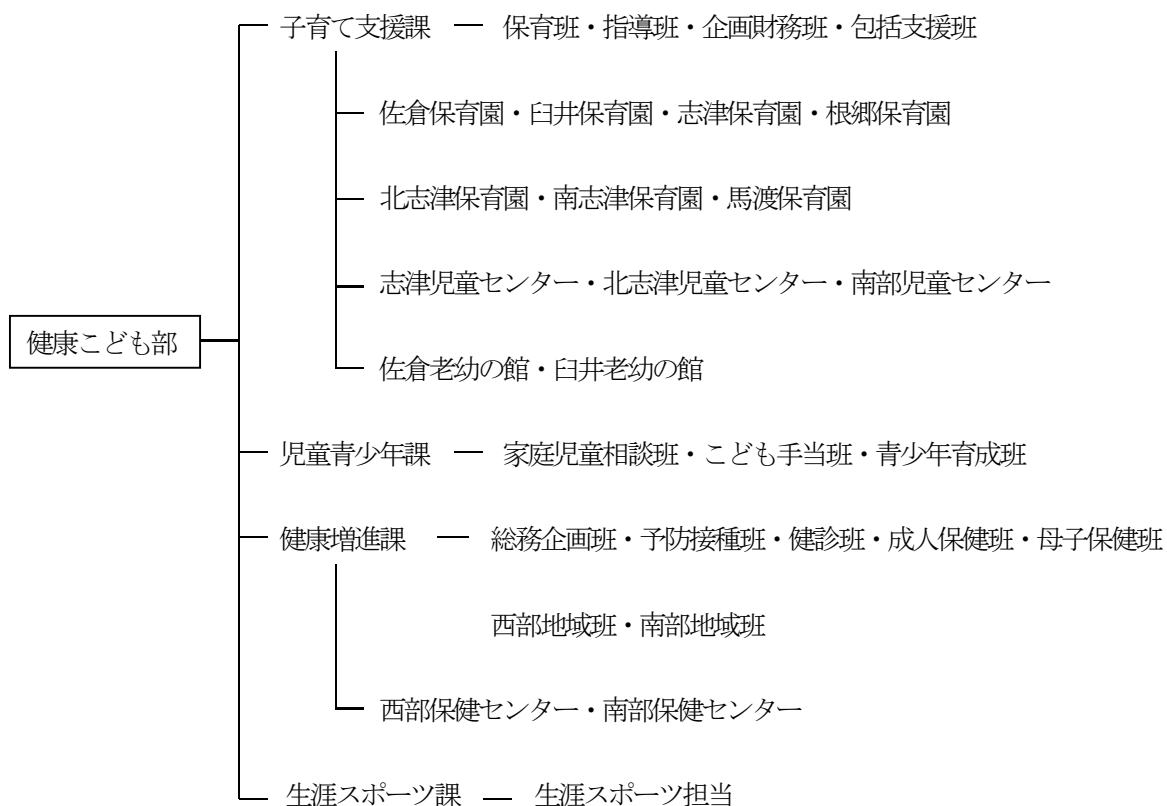 子育て支援課 ― 保育班・指導班・企画財務班・包括支援班
佐倉保育園・臼井保育園・志津保育園・根郷保育園
北志津保育園・南志津保育園・馬渡保育園
志津児童センター・北志津児童センター・南部児童センター
健康こども部
佐倉老幼の館・臼井老幼の館
児童青少年課 ― 家庭児童相談班・こども手当班・青少年育成班
健康増進課 ― 総務企画班・予防接種班・健診班・成人保健班・母子保健班
西部地域班・南部地域班
西部保健センター・南部保健センター
生涯スポーツ課 ― 生涯スポーツ担当